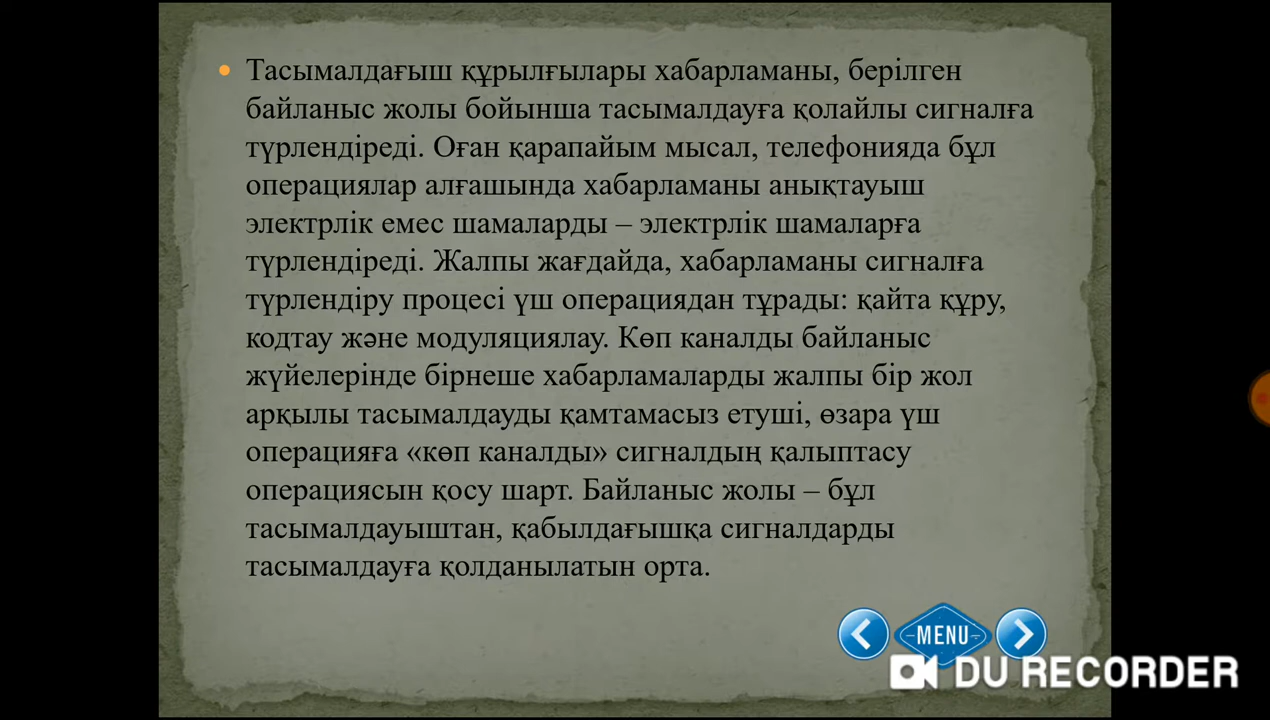 Тасымалдағыш құрылғылары хабарламаны, берілген
байланыс жолы бойынша тасымалдауға қолайлы сигналға
түрлендіреді. Оған қарапайым мысал, телефонияда бұл
операциялар алғашында хабарламаны анықтауыш
электрлік емес шамаларды – электрлік шамаларға
түрлендіреді. Жалпы жағдайда, хабарламаны сигналға
түрлендіру процесі үш операциядан тұрады: қайта құру,
кодтау және модуляциялау. Көп каналды байланыс
жүйелерінде бірнеше хабарламаларды жалпы бір жол
арқылы тасымалдауды қамтамасыз етуші, өзара үш
операцияға «көп каналды» сигналдың қалыптасу
операциясын қосу шарт. Байланыс жолы – бұл
тасымалдауыштан, қабылдағышқа сигналдарды
тасымалдауға қолданылатын орта.
MENU
DU RECORDER